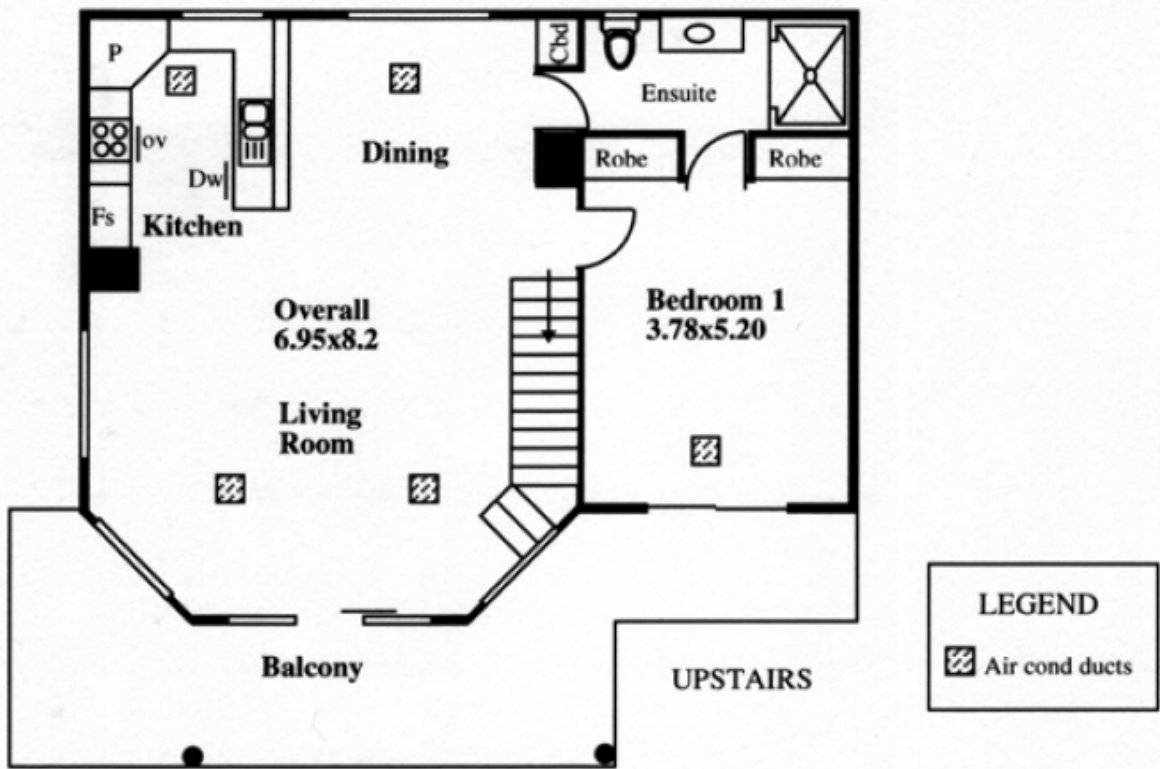 P
Cbd
Ensuite
ov
Dining
Robe
Robe
Dw
Fs
Kitchen
Overall
6.95x8.2
Bedroom 1
3.78x5.20
Living
Room
LEGEND
Air cond ducts
Balcony
UPSTAIRS